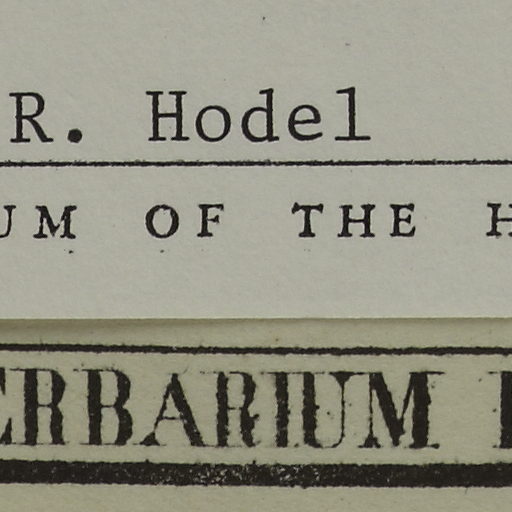 R. Hodel
UM OF THE H
ERBARIUM